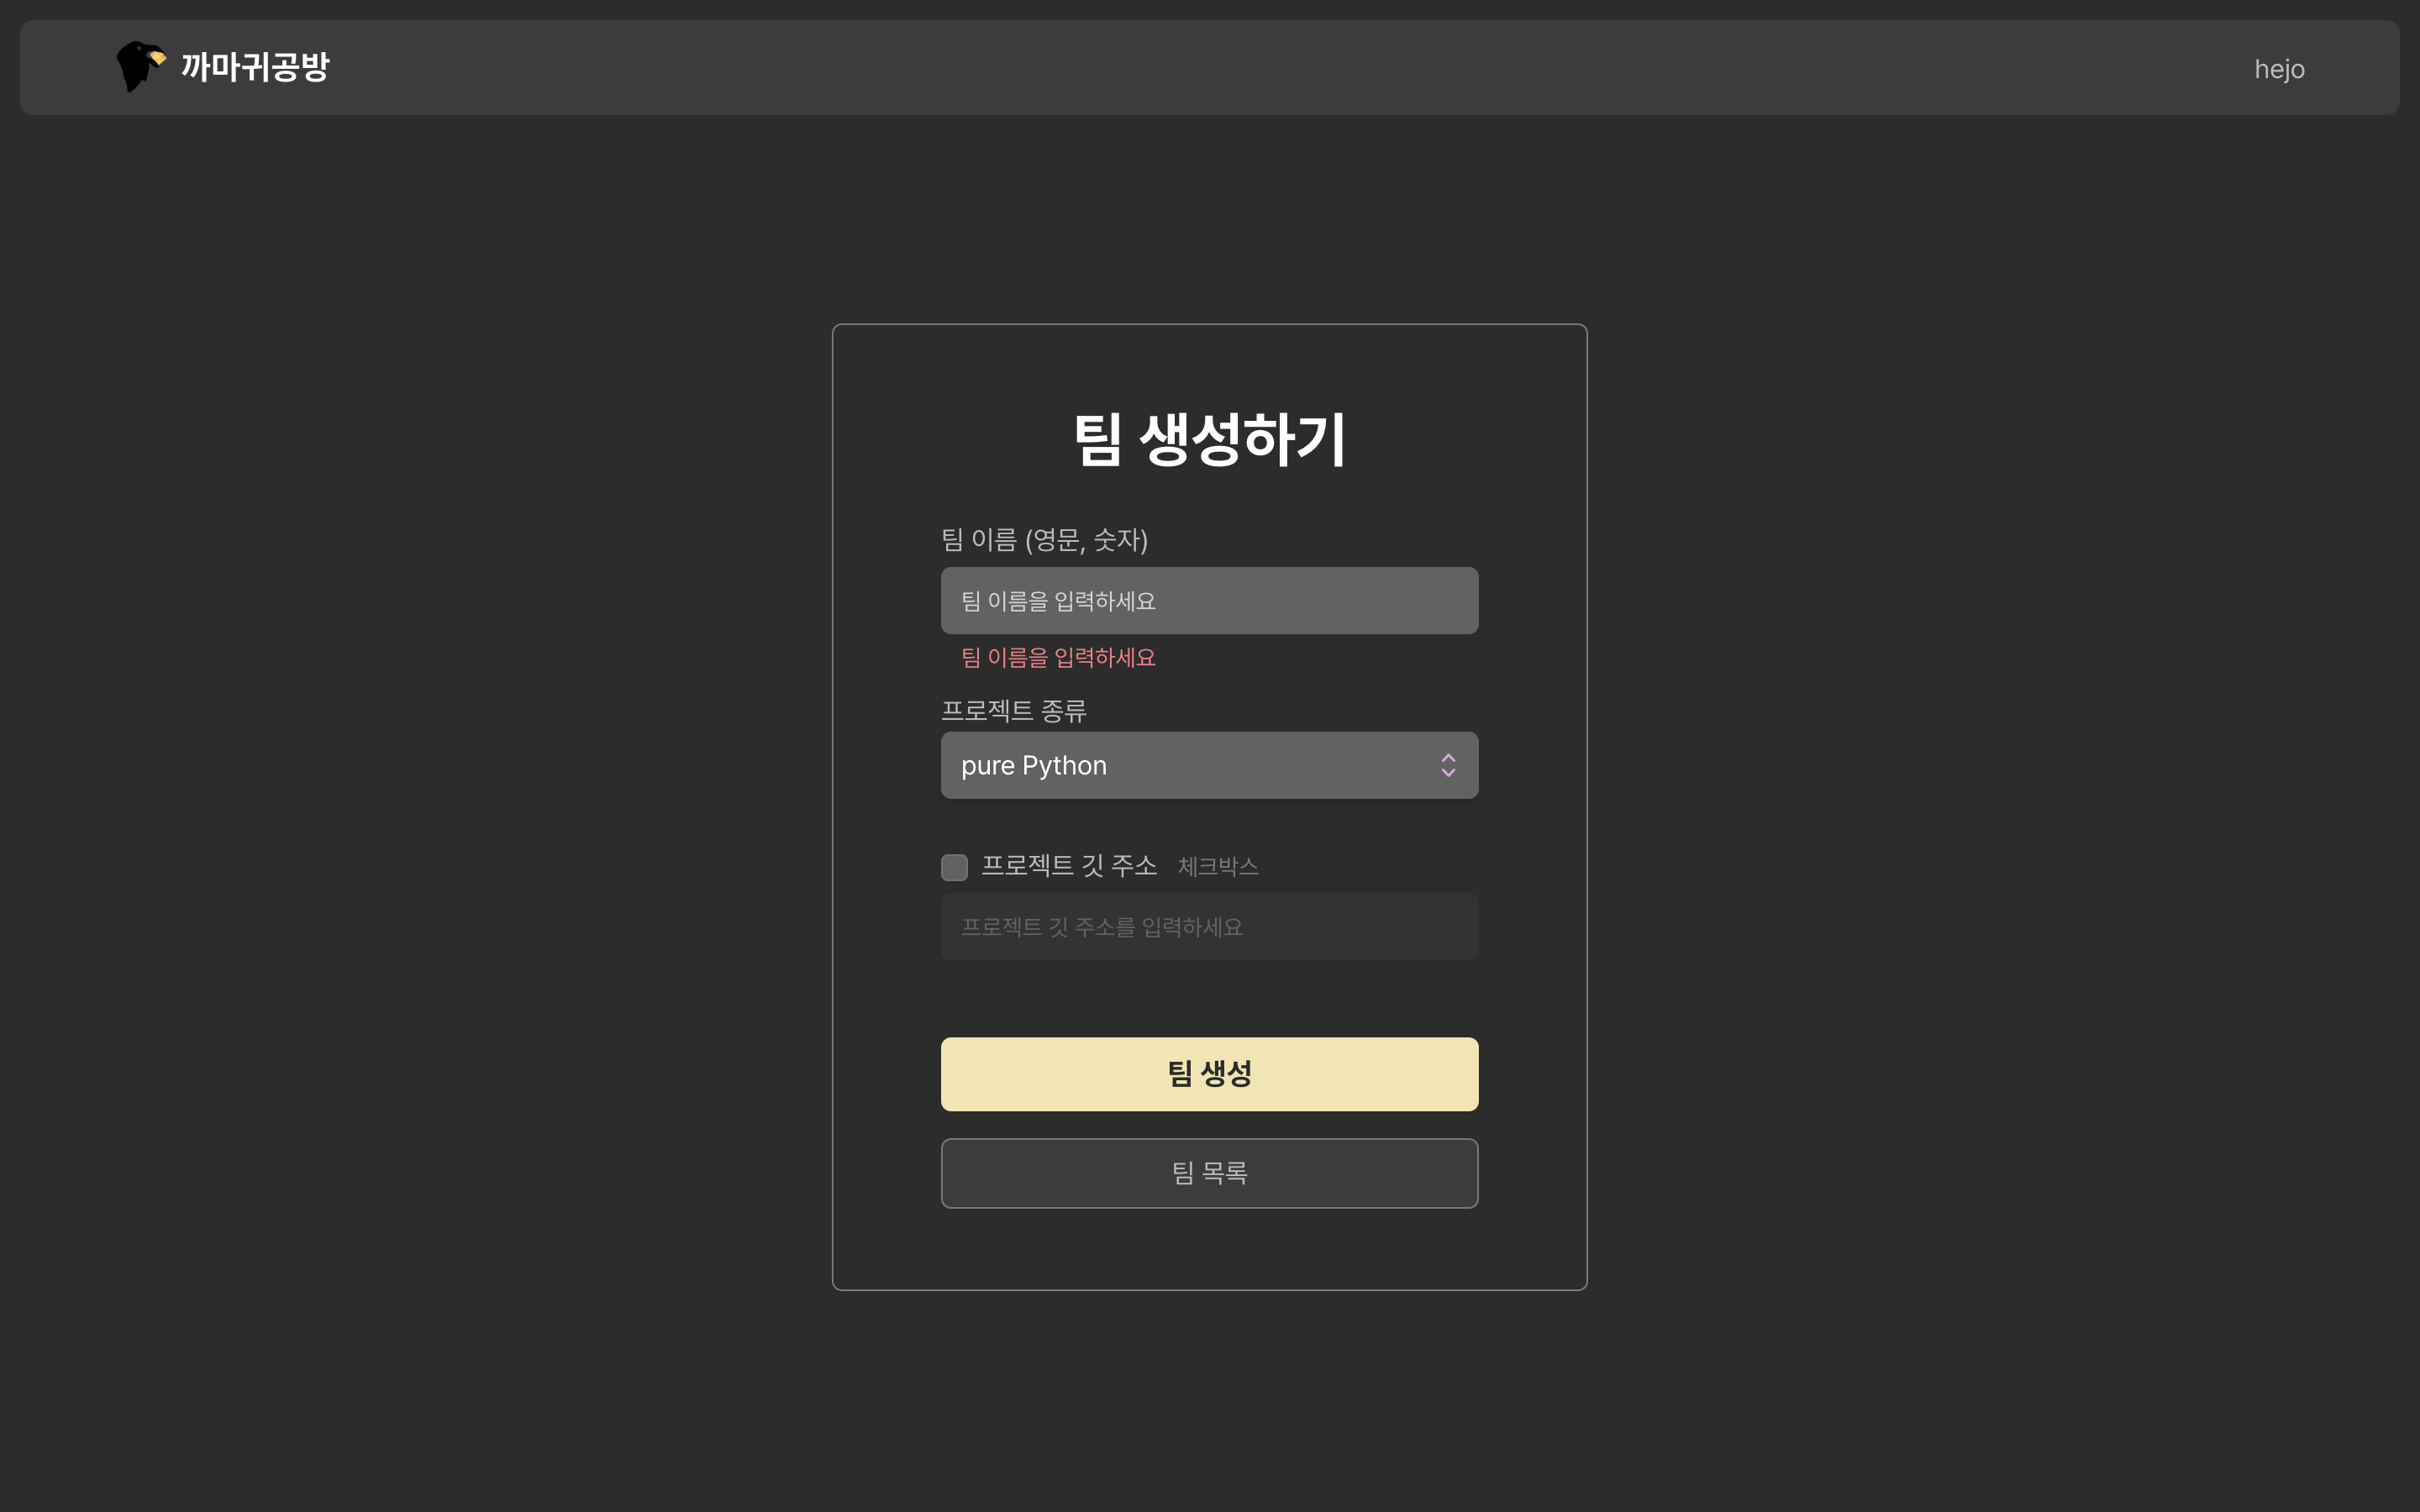 까마귀공방
hejo
팀 생성하기
팀 이름 (영문, 숫자)
팀 이름을 입력하세요
팀 이름을 입력하세요
프로젝트 종류
pure Python
프로젝트 깃 주소 체크박스
프로젝트 깃 주소를 입력하세요
팀 생성
팀 목록